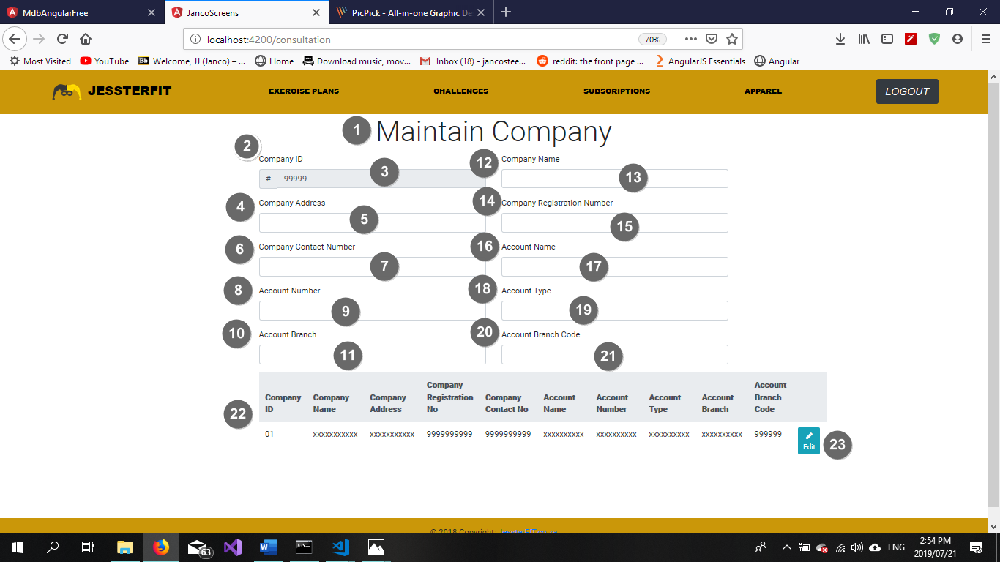 MdbAngularFree
JancoScreens
PicPick - All-in-one Graphic De
localhost:4200/consultation
70%
Most Visited
YouTube
Bb Welcome, JJ (Janco) – ...
Home
Download music, mov...
Inbox (18) - jancostee...
reddit: the front page ...
AngularJS Essentials
Angular
JESSTERFIT
EXERCISE PLANS
CHALLENGES
SUBSCRIPTIONS
APPAREL
LOGOUT
1 Maintain Company
2 Company ID
12 Company Name
# 99999 3
13
4 Company Address
14 Company Registration Number
5
15
6 Company Contact Number
16 Account Name
7
17
8 Account Number
18 Account Type
9
19
10 Account Branch
20 Account Branch Code
11
21
22
Company ID
Company Name
Company Address
Company Registration No
Company Contact No
Account Name
Account Number
Account Type
Account Branch
Account Branch Code
01 xxxxxxxxxxx xxxxxxxxxxx 9999999999 9999999999 xxxxxxxxxx xxxxxxxxxx xxxxxxxxxx xxxxxxxxxx 999999 Edit 23
© 2018 Copyright: JessterFIT.co.za
63
ENG
2:54 PM
2019/07/21